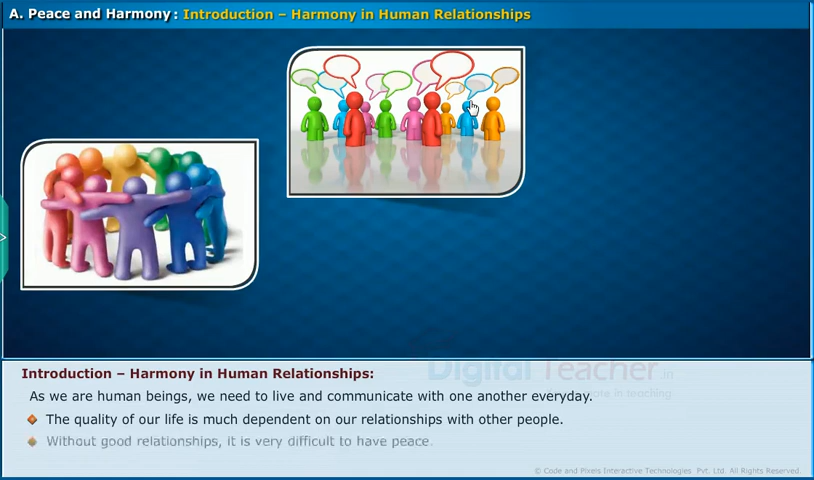 A. Peace and Harmony : Introduction – Harmony in Human Relationships
Introduction – Harmony in Human Relationships:
Digital Teacher.in
As we are human beings, we need to live and communicate with one another everyday.
in teaching
The quality of our life is much dependent on our relationships with other people.
Without good relationships, it is very difficult to have peace.
© Code and Pixels Interactive Technologies Pvt. Ltd. All Rights Reserved.